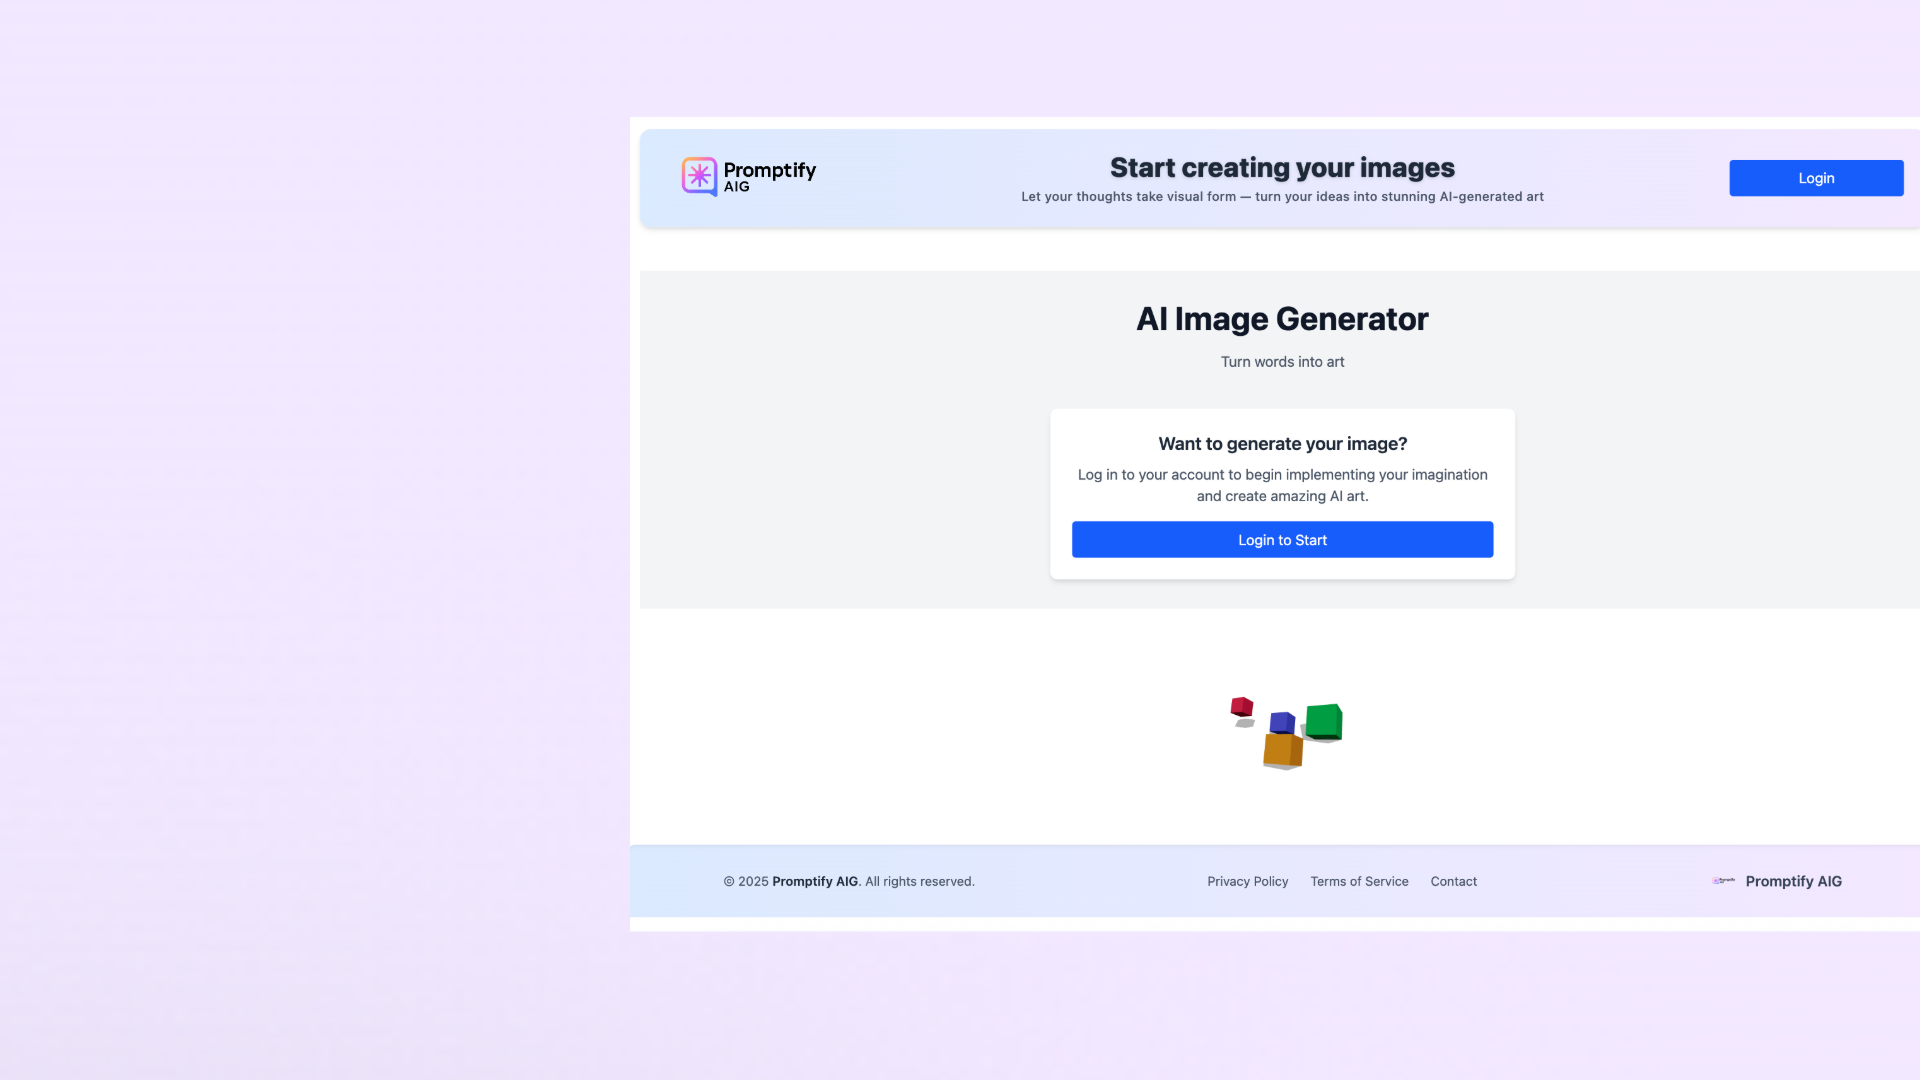 Promptify
AIG
Start creating your images
Let your thoughts take visual form — turn your ideas into stunning AI-generated art
Login
AI Image Generator
Turn words into art
Want to generate your image?
Log in to your account to begin implementing your imagination
and create amazing AI art.
Login to Start
© 2025 Promptify AIG. All rights reserved.
Privacy Policy
Terms of Service
Contact
Promptify AIG